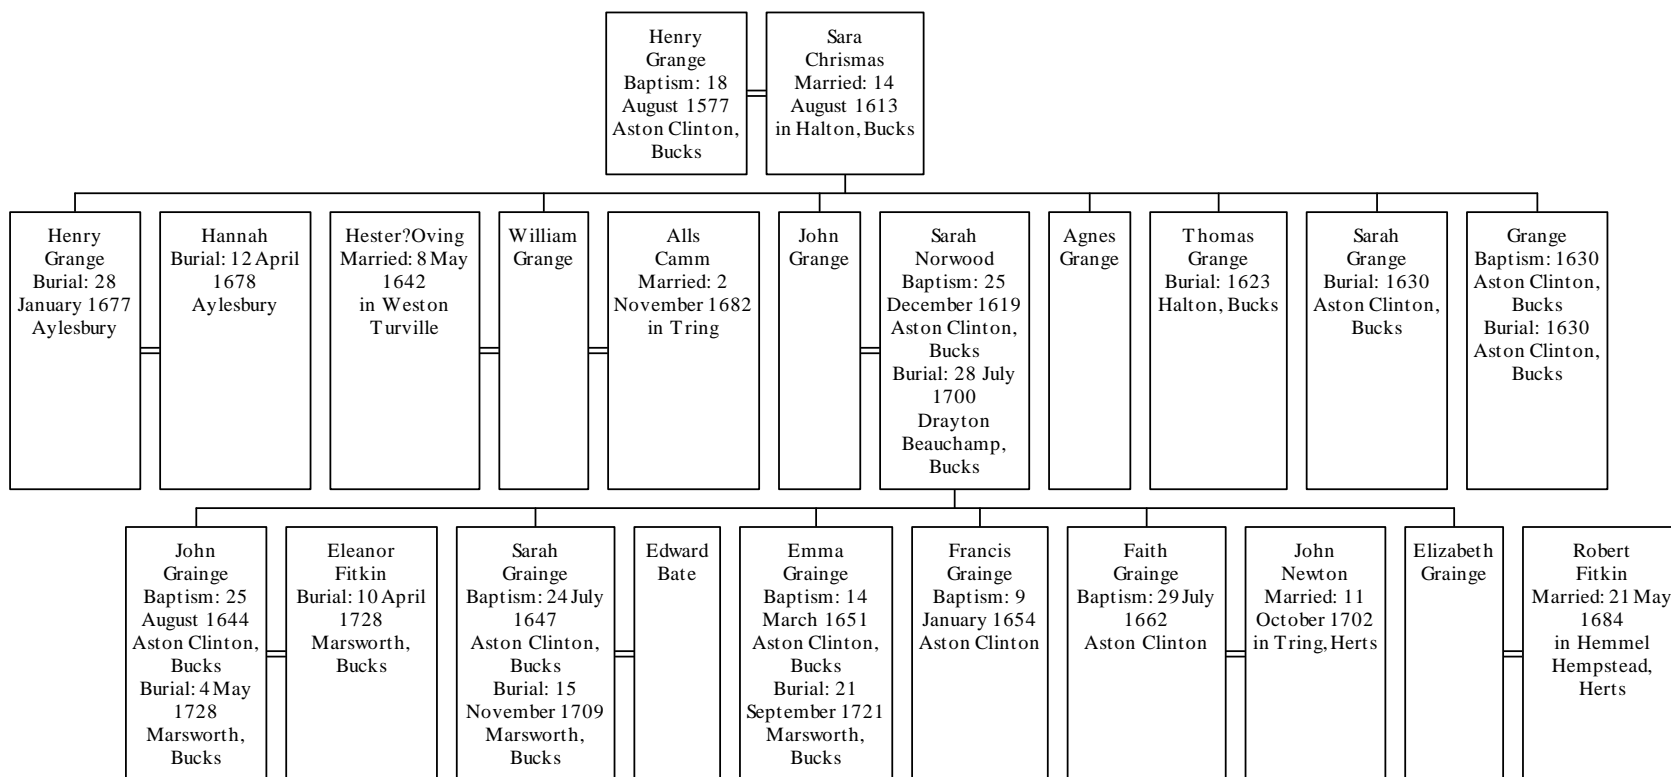 Henry
Grange
Baptism: 18
August 1577
Aston Clinton,
Bucks
Sara
Chrismas
Married: 14
August 1613
in Halton, Bucks
Henry
Grange
Burial: 28
January 1677
Aylesbury
Hannah
Burial: 12 April
1678
Aylesbury
Hester?Oving
Married: 8 May
1642
in Weston
Turville
William
Grange
Alls
Camm
Married: 2
November 1682
in Tring
John
Grange
Sarah
Norwood
Baptism: 25
December 1619
Aston Clinton,
Bucks
Burial: 28 July
1700
Drayton
Beauchamp,
Bucks
Agnes
Grange
Thomas
Grange
Burial: 1623
Halton, Bucks
Sarah
Grange
Burial: 1630
Aston Clinton,
Bucks
Grange
Baptism: 1630
Aston Clinton,
Bucks
Burial: 1630
Aston Clinton,
Bucks
John
Grainge
Baptism: 25
August 1644
Aston Clinton,
Bucks
Burial: 4 May
1728
Marsworth,
Bucks
Eleanor
Fitkin
Burial: 10 April
1728
Marsworth,
Bucks
Sarah
Grainge
Baptism: 24 July
1647
Aston Clinton,
Bucks
Burial: 15
November 1709
Marsworth,
Bucks
Edward
Bate
Emma
Grainge
Baptism: 14
March 1651
Aston Clinton,
Bucks
Burial: 21
September 1721
Marsworth,
Bucks
Francis
Grainge
Baptism: 9
January 1654
Aston Clinton
Faith
Grainge
Baptism: 29 July
1662
Aston Clinton
John
Newton
Married: 11
October 1702
in Tring, Herts
Elizabeth
Grainge
Robert
Fitkin
Married: 21 May
1684
in Hemmel
Hempstead,
Herts